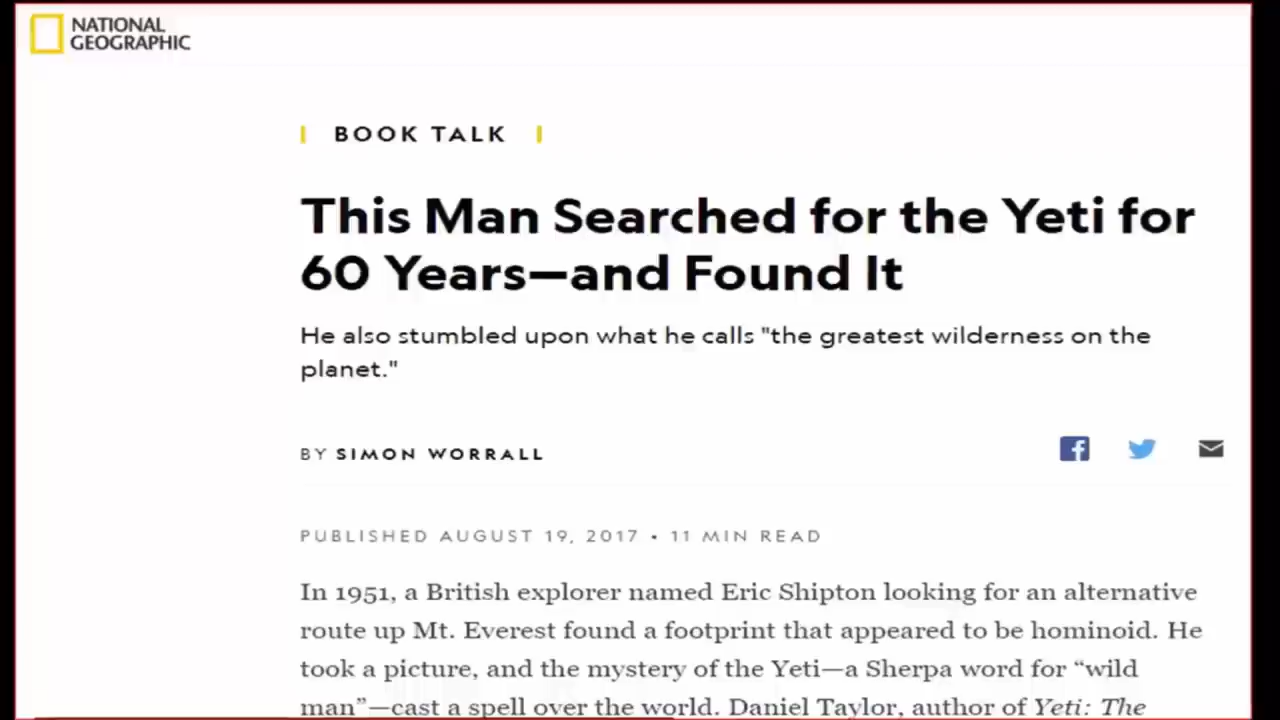 NATIONAL
GEOGRAPHIC
BOOK TALK
This Man Searched for the Yeti for
60 Years—and Found It
He also stumbled upon what he calls "the greatest wilderness on the
planet."
BY SIMON WORRALL
PUBLISHED AUGUST 19, 2017 • 11 MIN READ
In 1951, a British explorer named Eric Shipton looking for an alternative
route up Mt. Everest found a footprint that appeared to be hominoid. He
took a picture, and the mystery of the Yeti—a Sherpa word for “wild
man”—cast a spell over the world. Daniel Taylor, author of Yeti: The